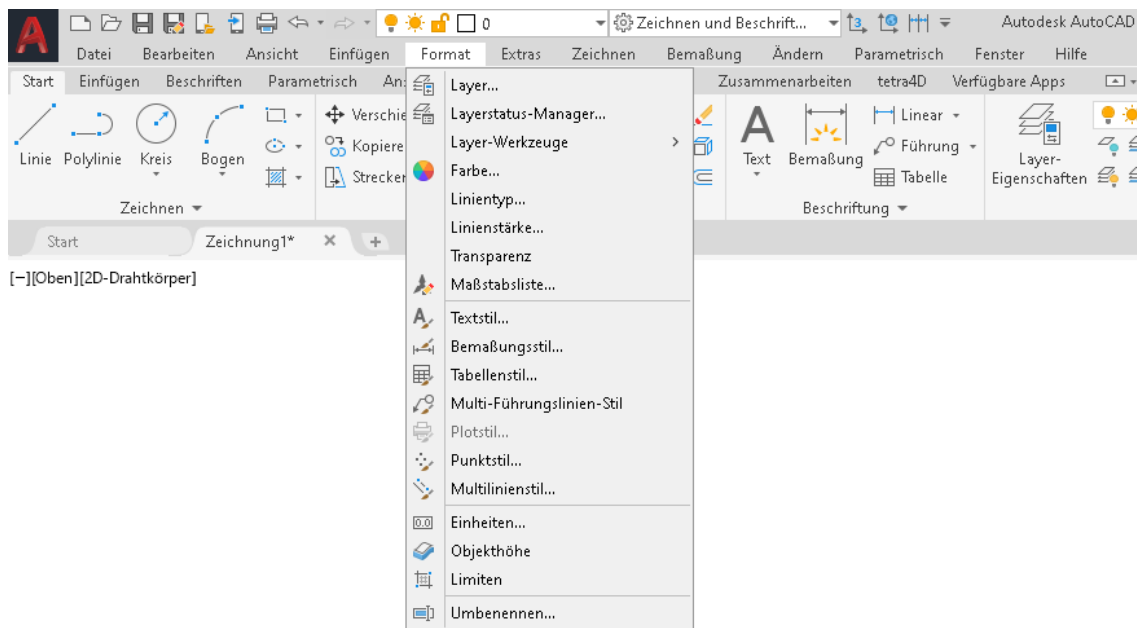 0 Zeichnen und Beschrift... Autodesk AutoCAD
Datei Bearbeiten Ansicht Einfügen Format Extras Zeichnen Bemaßung Ändern Parametrisch Fenster Hilfe
Start Einfügen Beschriften Parametrisch Zusammenarbeiten tetra4D Verfügbare Apps
Linie Polylinie Kreis Bogen
Zeichnen
Verschie
Kopiere
Strecker
Layer...
Layerstatus-Manager...
Layer-Werkzeuge
Farbe...
Linientyp...
Linienstärke...
Transparenz
Maßstabsliste...
Textstil...
Bemaßungsstil...
Tabellenstil...
Multi-Führungslinien-Stil
Plotstil...
Punktstil...
Multilinienstil...
0.0 Einheiten...
Objekthöhe
Limiten
Umbenennen...
Text Bemaßung
Linear
Führung
Tabelle
Beschriftung
Layer-
Eigenschaften
Start Zeichnung1*
[−][Oben][2D-Drahtkörper]